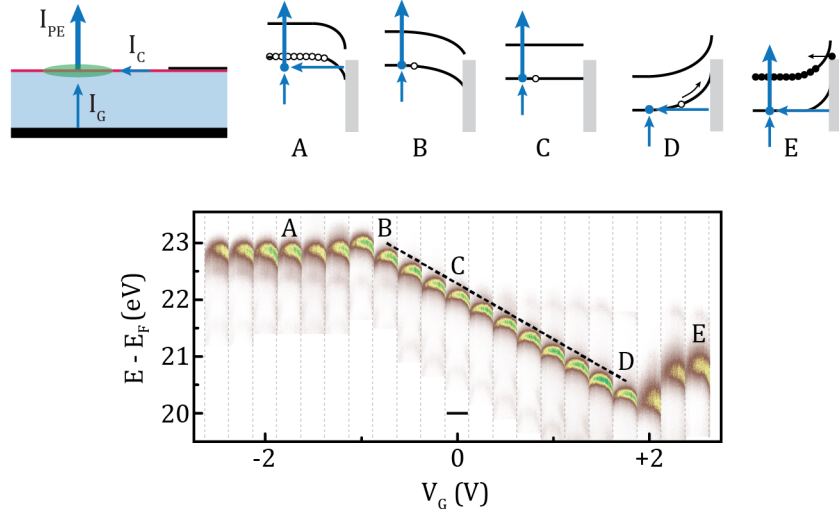 I_PE
I_C
I_G
A
B
C
D
E
A
B
C
D
E
23
22
21
20
E - E_F (eV)
-2
0
+2
V_G (V)